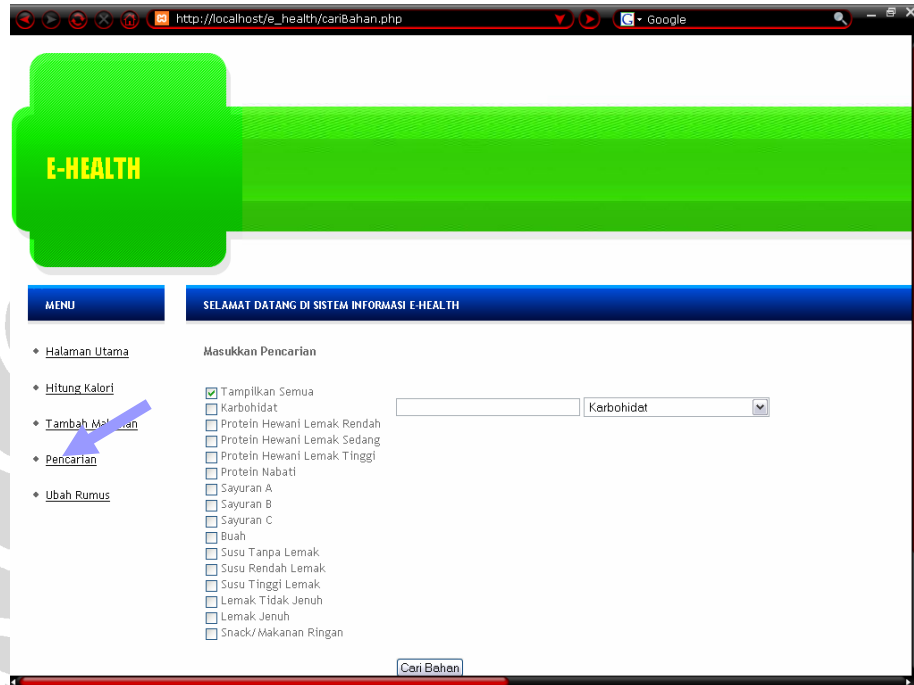 http://localhost/e_health/cariBahan.php
G Google
E-HEALTH
MENU
SELAMAT DATANG DI SISTEM INFORMASI E-HEALTH
Halaman Utama
Hitung Kalori
Tambah Makanan
Pencarian
Ubah Rumus
Masukkan Pencarian
Tampilkan Semua
Karbohidat
Protein Hewani Lemak Rendah
Protein Hewani Lemak Sedang
Protein Hewani Lemak Tinggi
Protein Nabati
Sayuran A
Sayuran B
Sayuran C
Buah
Susu Tanpa Lemak
Susu Rendah Lemak
Susu Tinggi Lemak
Lemak Tidak Jenuh
Lemak Jenuh
Snack/Makanan Ringan
Karbohidat
Cari Bahan